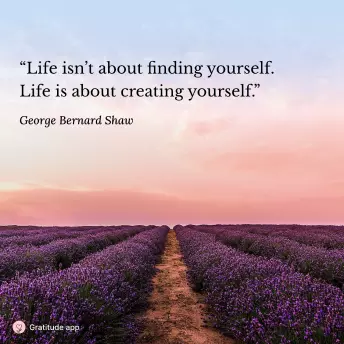 “Life isn’t about finding yourself.
Life is about creating yourself.”
George Bernard Shaw
Gratitude app